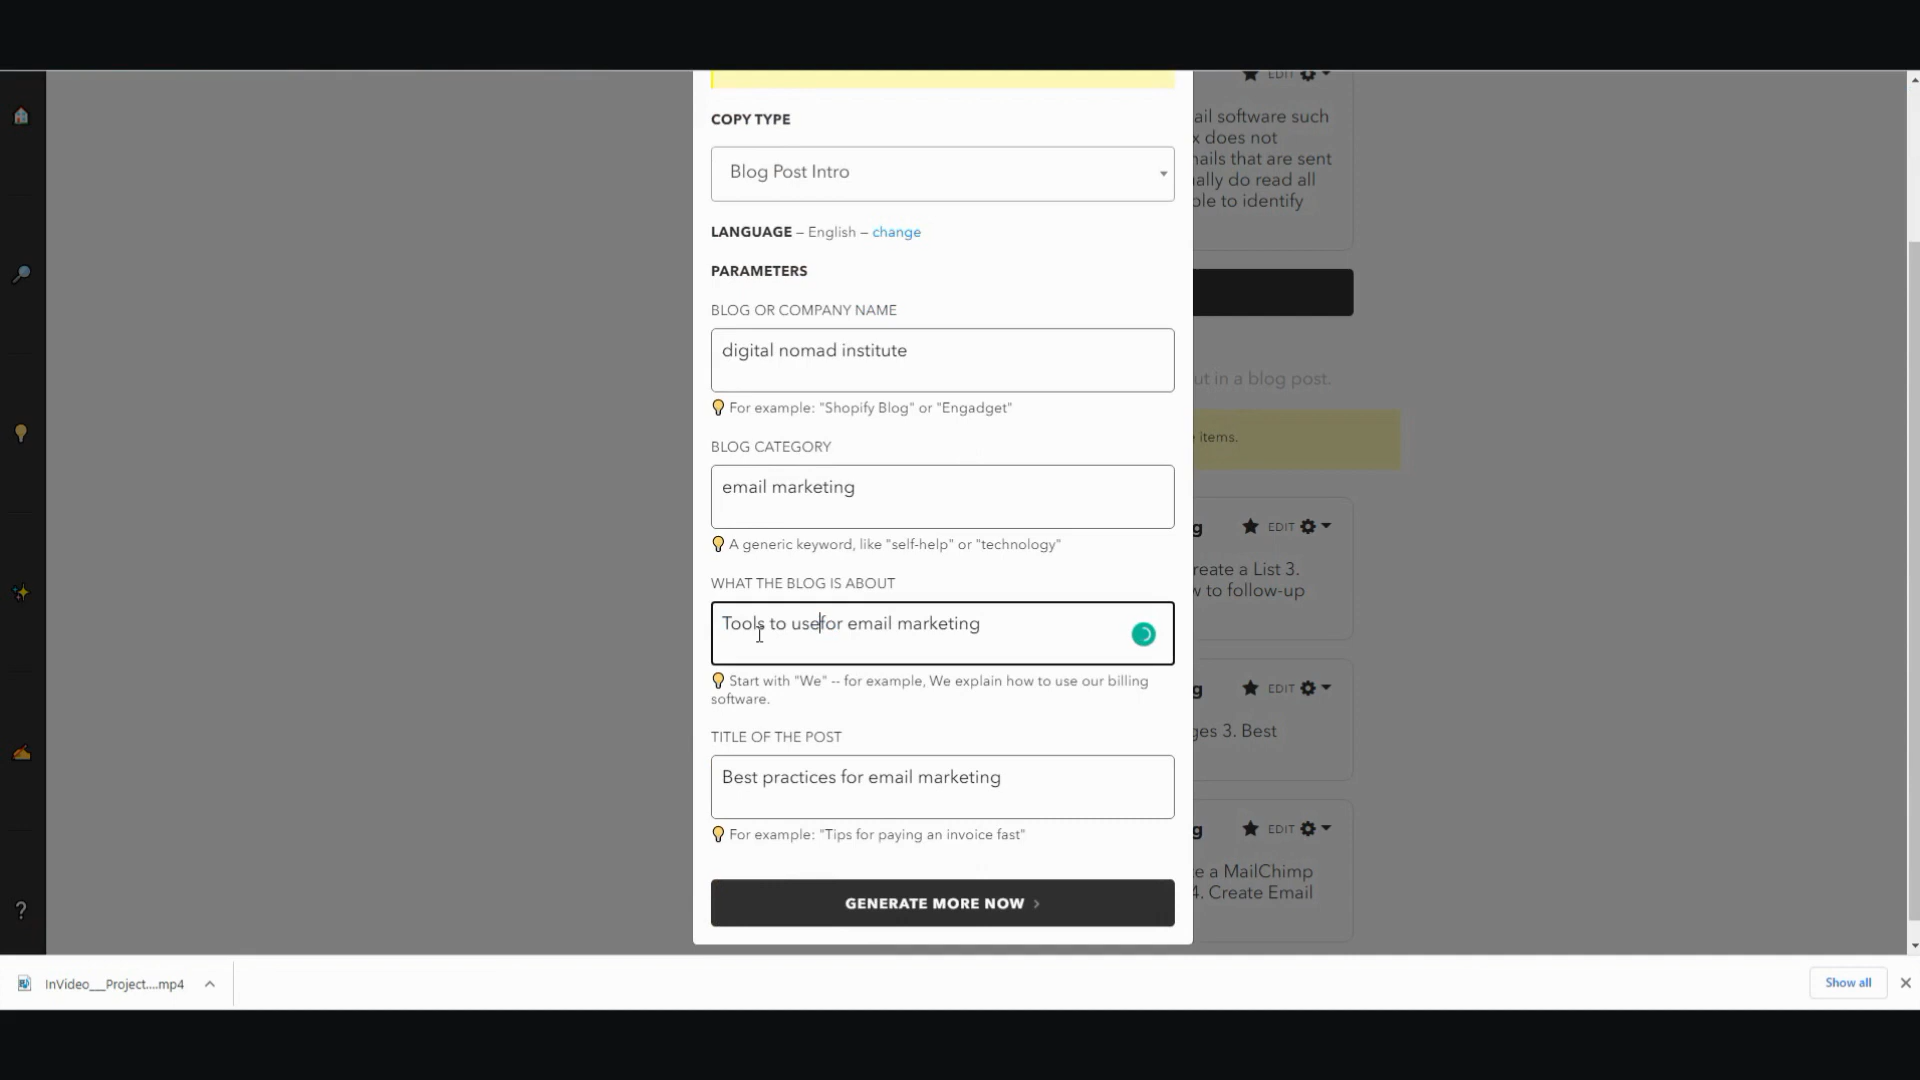 EDIT
COPY TYPE
ail software such
Blog Post Intro
x does not
nails that are sent
ally do read all
ble to identify
LANGUAGE – English – change
PARAMETERS
BLOG OR COMPANY NAME
digital nomad institute
ut in a blog post.
For example: "Shopify Blog" or "Engadget"
items.
BLOG CATEGORY
email marketing
g EDIT
A generic keyword, like "self-help" or "technology"
reate a List 3.
w to follow-up
WHAT THE BLOG IS ABOUT
Tools to usefor email marketing
Start with "We" -- for example, We explain how to use our billing
software.
g EDIT
ges 3. Best
TITLE OF THE POST
Best practices for email marketing
For example: "Tips for paying an invoice fast"
g EDIT
e a MailChimp
4. Create Email
GENERATE MORE NOW >
?
InVideo___Project....mp4
Show all